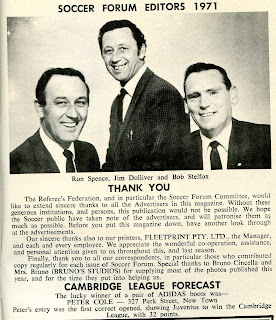 SOCCER FORUM EDITORS 1971
Ron Spence, Jim Dolliver and Bob Stelfox
THANK YOU
The Referee's Federation, and in particular the Soccer Forum Committee, would
like to extend sincere thanks to all the Advertisers in this magazine. Without these
generous institutions, and persons, this publication would not be possible. We hope
the Soccer public have taken note of the advertisers, and will patronise them as
much as possible. Before you put this magazine down, have another look through
at the advertisements.
Our sincere thanks also to our printers, FLEETPRINT PTY. LTD., the Manager,
and each and every employee. We appreciate the wonderful co-operation, assistance,
and personal attention given to us throughout this, and last season.
Finally, thank you to all our correspondents, in particular those who contributed
copy regularly for each issue of Soccer Forum. Special thanks to Bruno Cincella and
Mrs. Bruno (BRUNO'S STUDIOS) for supplying most of the photos published this
year, and for the time they put into helping us.
CAMBRIDGE LEAGUE FORECAST
The lucky winner of a pair of ADIDAS boots was—
PETER COLE — 327 Park Street, New Town
Peter's entry was the first correct opened, showing Juventus to win the Cambridge
League, with 32 points.